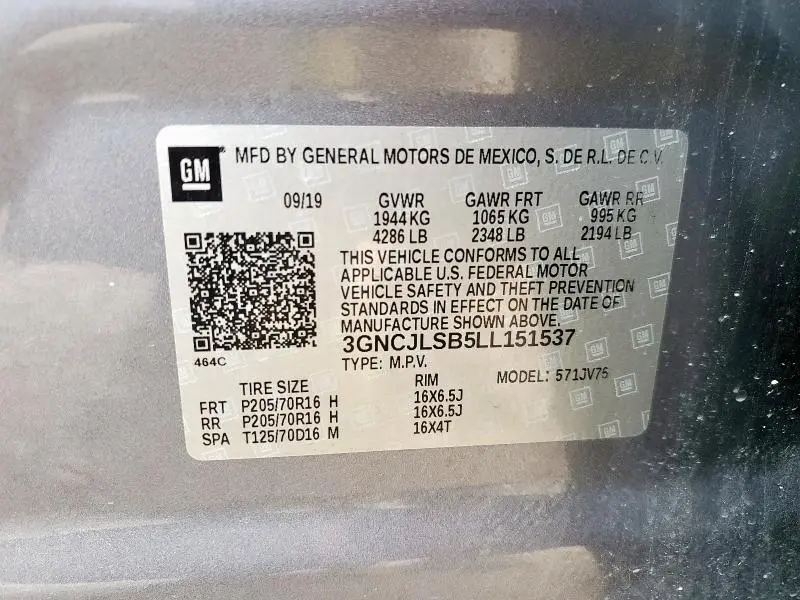 GM MFD BY GENERAL MOTORS DE MEXICO, S. DE R.L. DE C.V.
09/19 GVWR GAWR FRT GAWR RR
1944 KG 1065 KG 995 KG
4286 LB 2348 LB 2194 LB
THIS VEHICLE CONFORMS TO ALL
APPLICABLE U.S. FEDERAL MOTOR
VEHICLE SAFETY AND THEFT PREVENTION
STANDARDS IN EFFECT ON THE DATE OF
MANUFACTURE SHOWN ABOVE.
3GNCJLSB5LL151537
464C
TYPE: M.P.V. MODEL: 571JV76
TIRE SIZE RIM
FRT P205/70R16 H 16X6.5J
RR P205/70R16 H 16X6.5J
SPA T125/70D16 M 16X4T